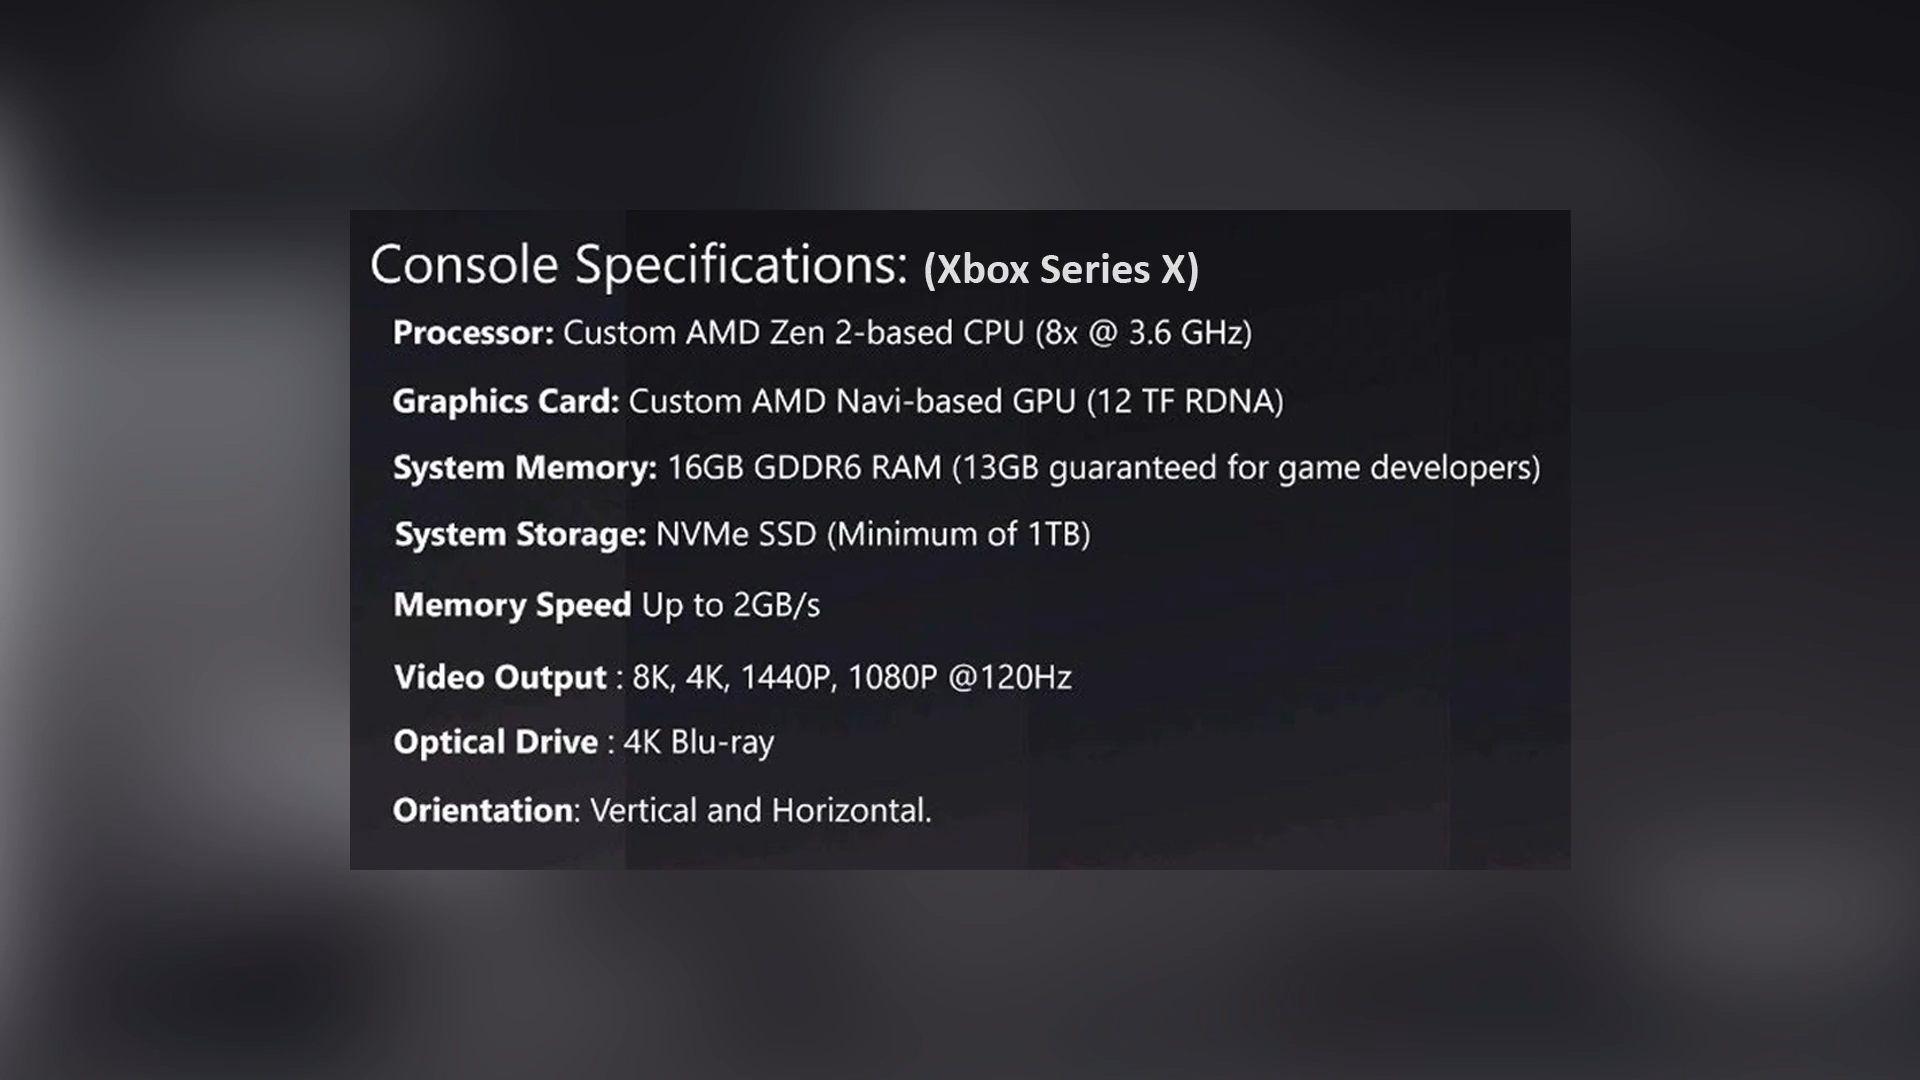 Console Specifications: (Xbox Series X)
Processor: Custom AMD Zen 2-based CPU (8x @ 3.6 GHz)
Graphics Card: Custom AMD Navi-based GPU (12 TF RDNA)
System Memory: 16GB GDDR6 RAM (13GB guaranteed for game developers)
System Storage: NVMe SSD (Minimum of 1TB)
Memory Speed Up to 2GB/s
Video Output : 8K, 4K, 1440P, 1080P @120Hz
Optical Drive : 4K Blu-ray
Orientation: Vertical and Horizontal.